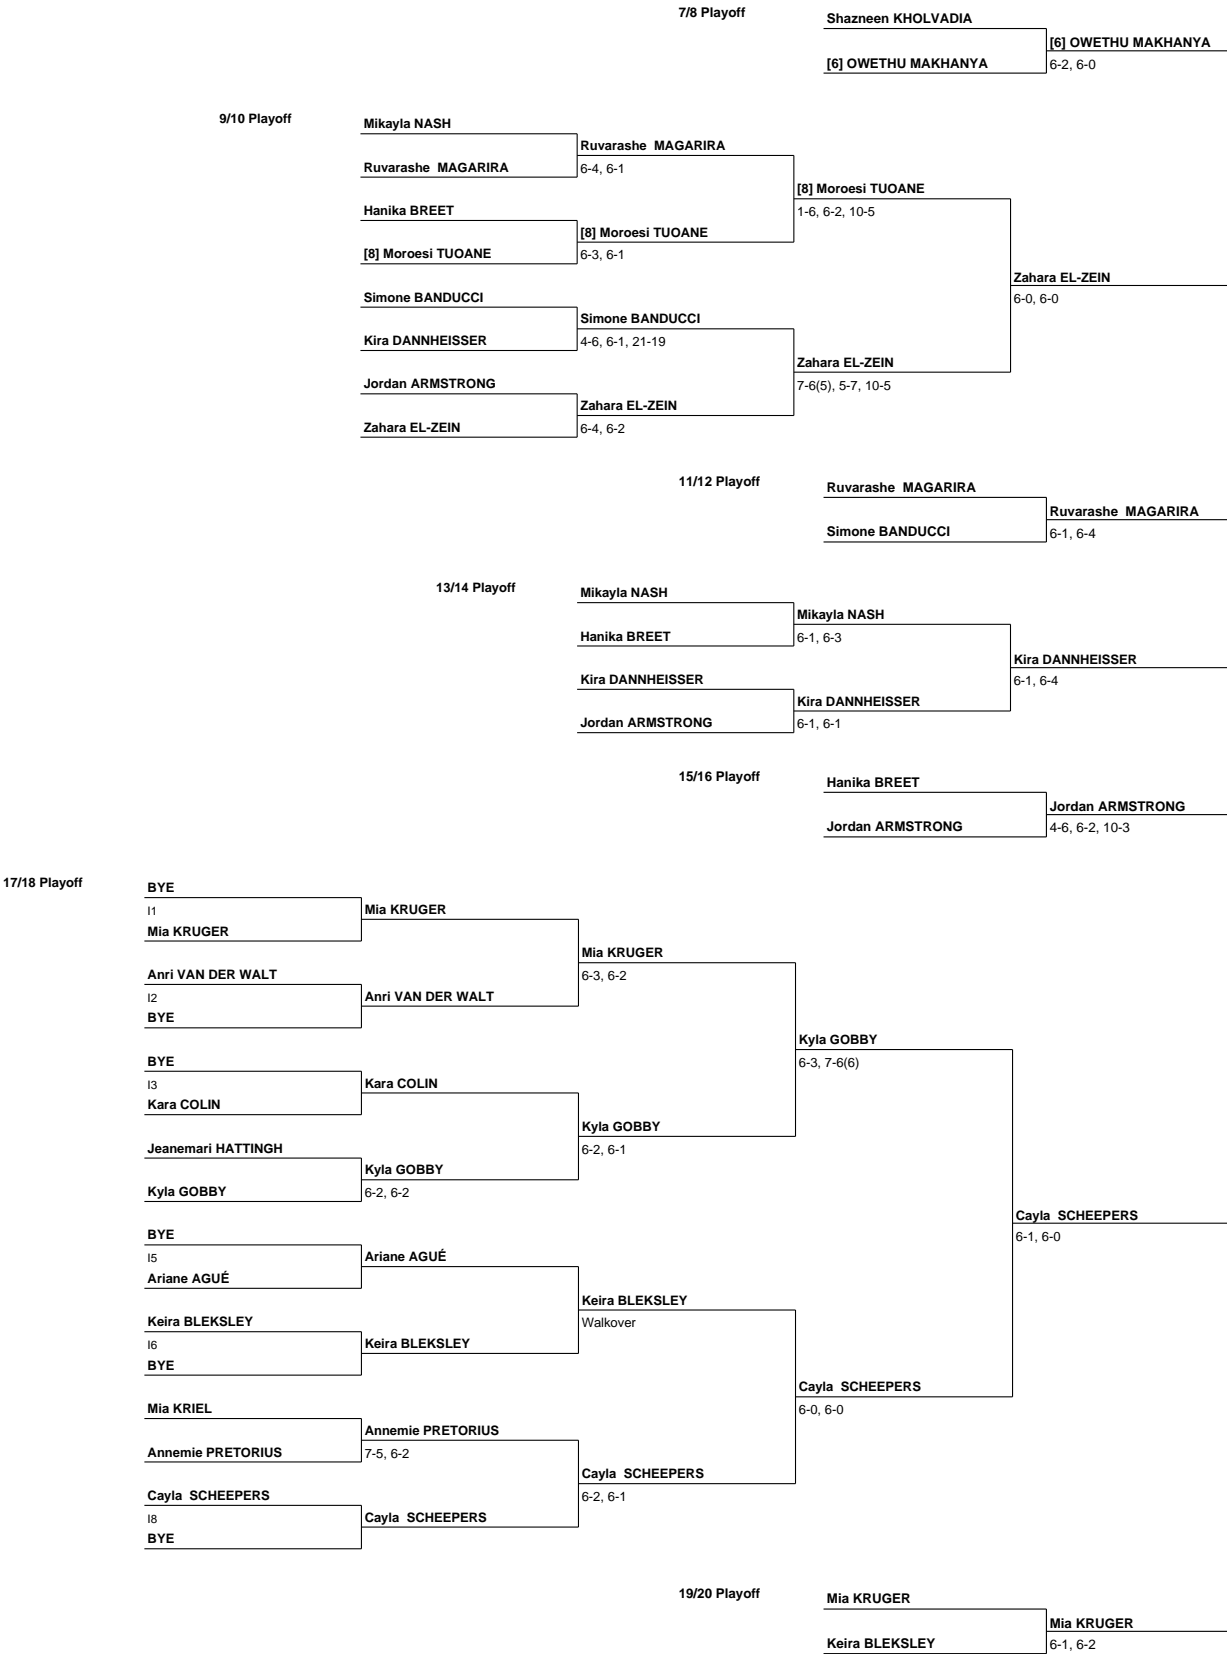 7/8 Playoff
Shazneen KHOLVADIA
[6] OWETHU MAKHANYA
[6] OWETHU MAKHANYA
6-2, 6-0
9/10 Playoff
Mikayla NASH
Ruvarashe MAGARIRA
Ruvarashe MAGARIRA
6-4, 6-1
[8] Moroesi TUOANE
1-6, 6-2, 10-5
Hanika BREET
[8] Moroesi TUOANE
[8] Moroesi TUOANE
6-3, 6-1
Zahara EL-ZEIN
6-0, 6-0
Simone BANDUCCI
Simone BANDUCCI
Kira DANNHEISSER
4-6, 6-1, 21-19
Zahara EL-ZEIN
7-6(5), 5-7, 10-5
Jordan ARMSTRONG
Zahara EL-ZEIN
Zahara EL-ZEIN
6-4, 6-2
11/12 Playoff
Ruvarashe MAGARIRA
Ruvarashe MAGARIRA
Simone BANDUCCI
6-1, 6-4
13/14 Playoff
Mikayla NASH
Mikayla NASH
Hanika BREET
6-1, 6-3
Kira DANNHEISSER
6-1, 6-4
Kira DANNHEISSER
Kira DANNHEISSER
Jordan ARMSTRONG
6-1, 6-1
15/16 Playoff
Hanika BREET
Jordan ARMSTRONG
Jordan ARMSTRONG
4-6, 6-2, 10-3
17/18 Playoff
BYE
I1
Mia KRUGER
Mia KRUGER
Mia KRUGER
6-3, 6-2
Anri VAN DER WALT
I2
Anri VAN DER WALT
BYE
Kyla GOBBY
6-3, 7-6(6)
BYE
I3
Kara COLIN
Kara COLIN
Kyla GOBBY
6-2, 6-1
Jeanemari HATTINGH
Kyla GOBBY
Kyla GOBBY
6-2, 6-2
Cayla SCHEEPERS
6-1, 6-0
BYE
I5
Ariane AGUÉ
Ariane AGUÉ
Keira BLEKSLEY
Walkover
Keira BLEKSLEY
I6
Keira BLEKSLEY
BYE
Cayla SCHEEPERS
6-0, 6-0
Mia KRIEL
Annemie PRETORIUS
Annemie PRETORIUS
7-5, 6-2
Cayla SCHEEPERS
6-2, 6-1
Cayla SCHEEPERS
I8
Cayla SCHEEPERS
BYE
19/20 Playoff
Mia KRUGER
Mia KRUGER
Keira BLEKSLEY
6-1, 6-2